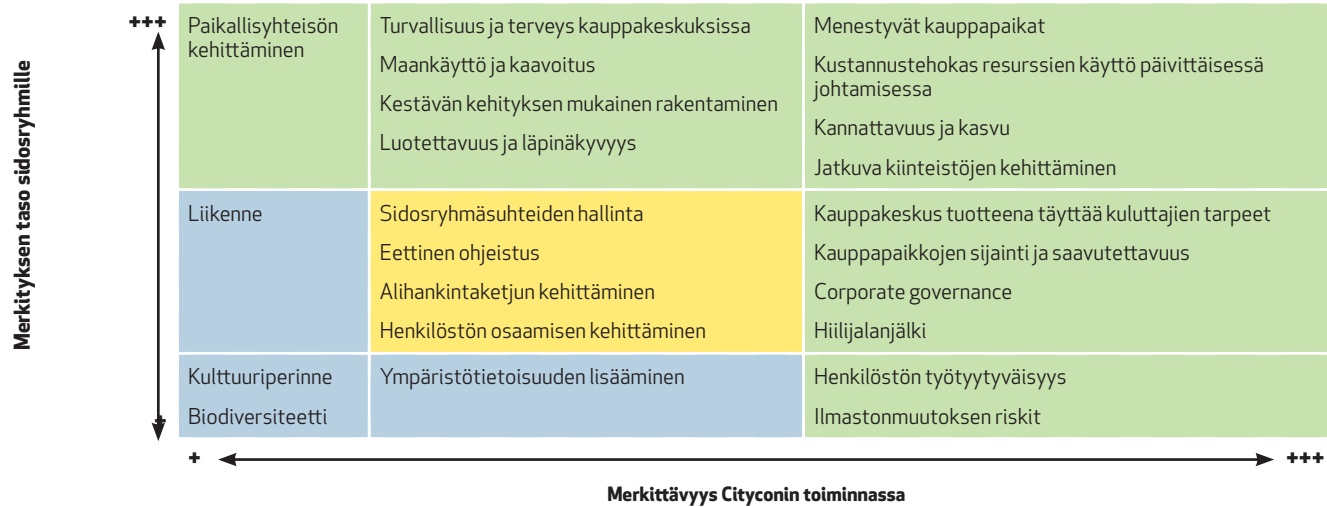 Merkityksen taso sidosryhmille
+++
Paikallisyhteisön
kehittäminen
Turvallisuus ja terveys kauppakeskuksissa
Maankäyttö ja kaavoitus
Kestävän kehityksen mukainen rakentaminen
Luotettavuus ja läpinäkyvyys
Menestyvät kauppapaikat
Kustannustehokas resurssien käyttö päivittäisessä
johtamisessa
Kannattavuus ja kasvu
Jatkuva kiinteistöjen kehittäminen
Liikenne
Sidosryhmäsuhteiden hallinta
Eettinen ohjeistus
Alihankintaketjun kehittäminen
Henkilöstön osaamisen kehittäminen
Kauppakeskus tuotteena täyttää kuluttajien tarpeet
Kauppapaikkojen sijainti ja saavutettavuus
Corporate governance
Hiilijalanjälki
Kulttuuriperinne
Biodiversiteetti
Ympäristötietoisuuden lisääminen
Henkilöstön työtyytyväisyys
Ilmastonmuutoksen riskit
+
+
+++
Merkittävyys Cityconin toiminnassa